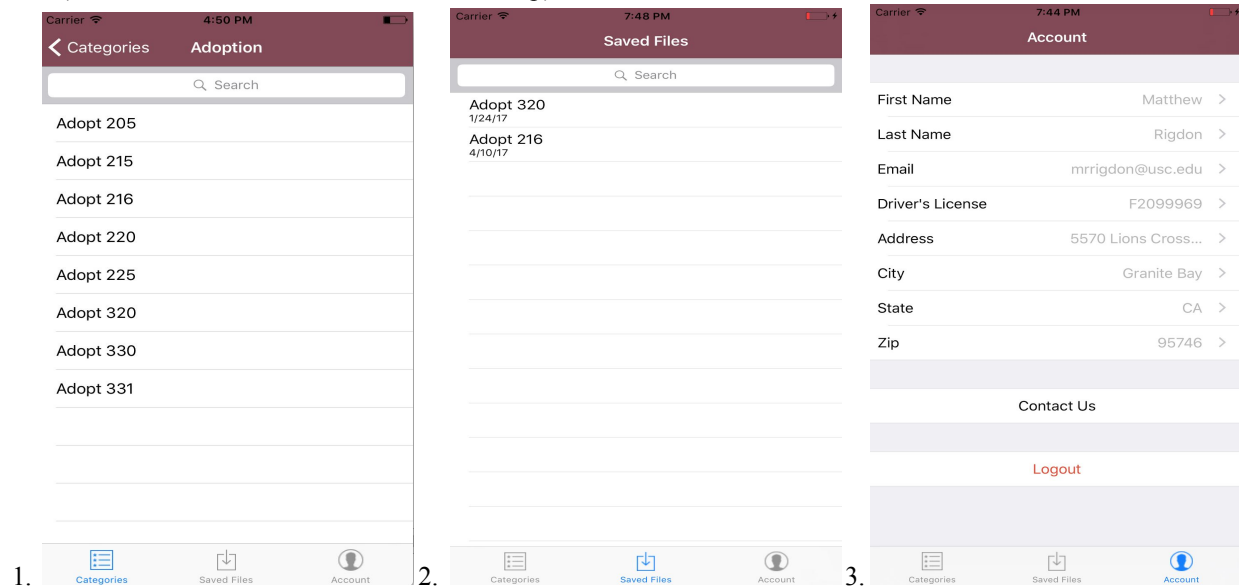 Carrier 4:50 PM
Categories Adoption
Search
Adopt 205
Adopt 215
Adopt 216
Adopt 220
Adopt 225
Adopt 320
Adopt 330
Adopt 331
Categories Saved Files Account
1.
Carrier 7:48 PM
Saved Files
Search
Adopt 320
1/24/17
Adopt 216
4/10/17
Categories Saved Files Account
2.
Carrier 7:44 PM
Account
First Name Matthew
Last Name Rigdon
Email mrrigdon@usc.edu
Driver's License F2099969
Address 5570 Lions Cross...
City Granite Bay
State CA
Zip 95746
Contact Us
Logout
Categories Saved Files Account
3.